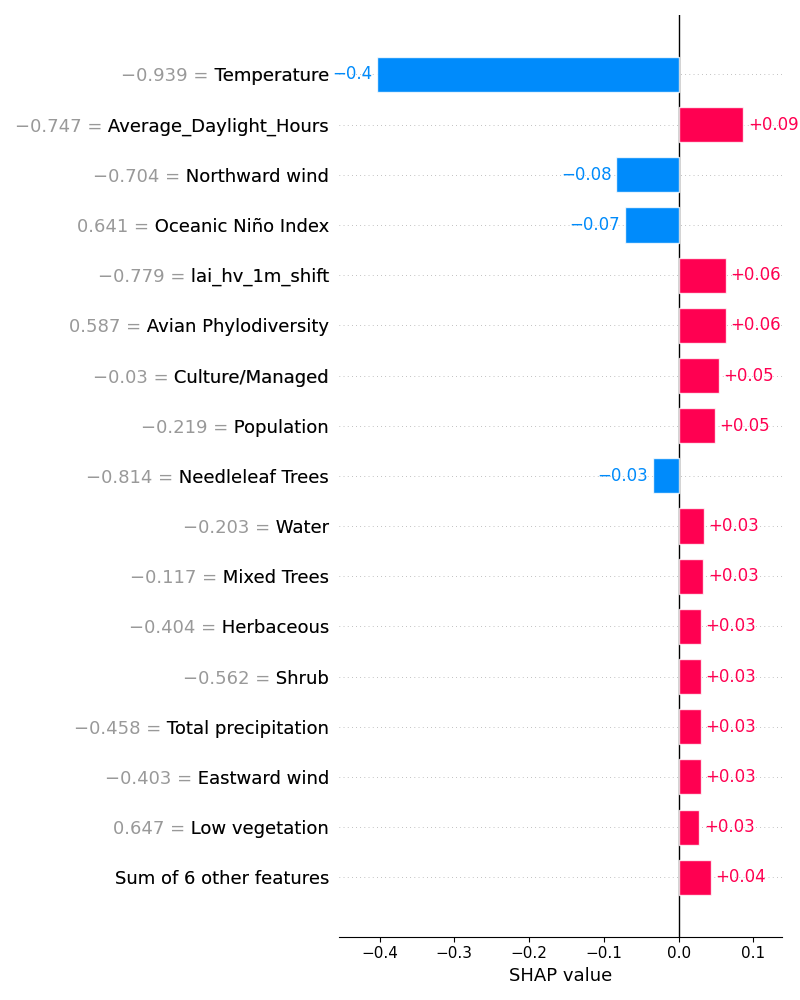 −0.939 = Temperature −0.4
−0.747 = Average_Daylight_Hours +0.09
−0.704 = Northward wind −0.08
0.641 = Oceanic Niño Index −0.07
−0.779 = lai_hv_1m_shift +0.06
0.587 = Avian Phylodiversity +0.06
−0.03 = Culture/Managed +0.05
−0.219 = Population +0.05
−0.814 = Needleleaf Trees −0.03
−0.203 = Water +0.03
−0.117 = Mixed Trees +0.03
−0.404 = Herbaceous +0.03
−0.562 = Shrub +0.03
−0.458 = Total precipitation +0.03
−0.403 = Eastward wind +0.03
0.647 = Low vegetation +0.03
Sum of 6 other features +0.04
−0.4 −0.3 −0.2 −0.1 0.0 0.1
SHAP value